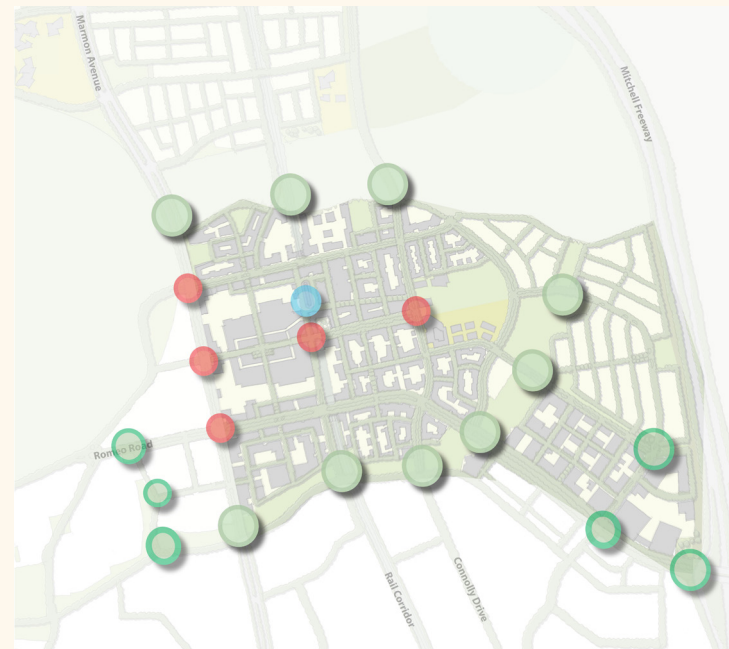 Marmon Avenue
Mitchell Freeway
Romeo Road
Rail Corridor
Connolly Drive